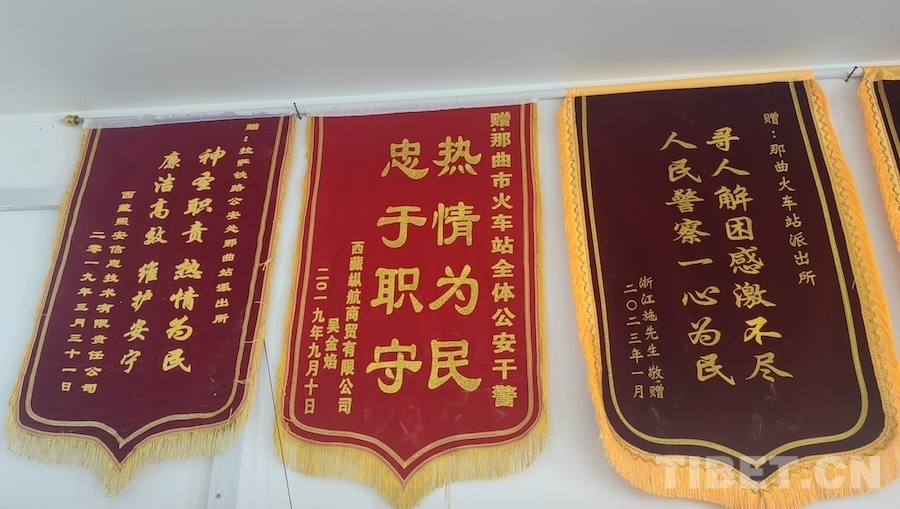 赠：拉萨铁路公安处那曲站派出所
神圣职责 热情为民
廉洁高效 维护安宁
西藏熙安信息技术有限责任公司
二零一九年三月三十一日
赠：那曲市火车站全体公安干警
热情为民
忠于职守
西藏纵航商贸有限公司
吴金焰
二〇一九年九月十日
赠：那曲火车站派出所
寻人解困感激不尽
人民警察一心为民
浙江施先生敬赠
二〇二三年一月
TIBET.CN